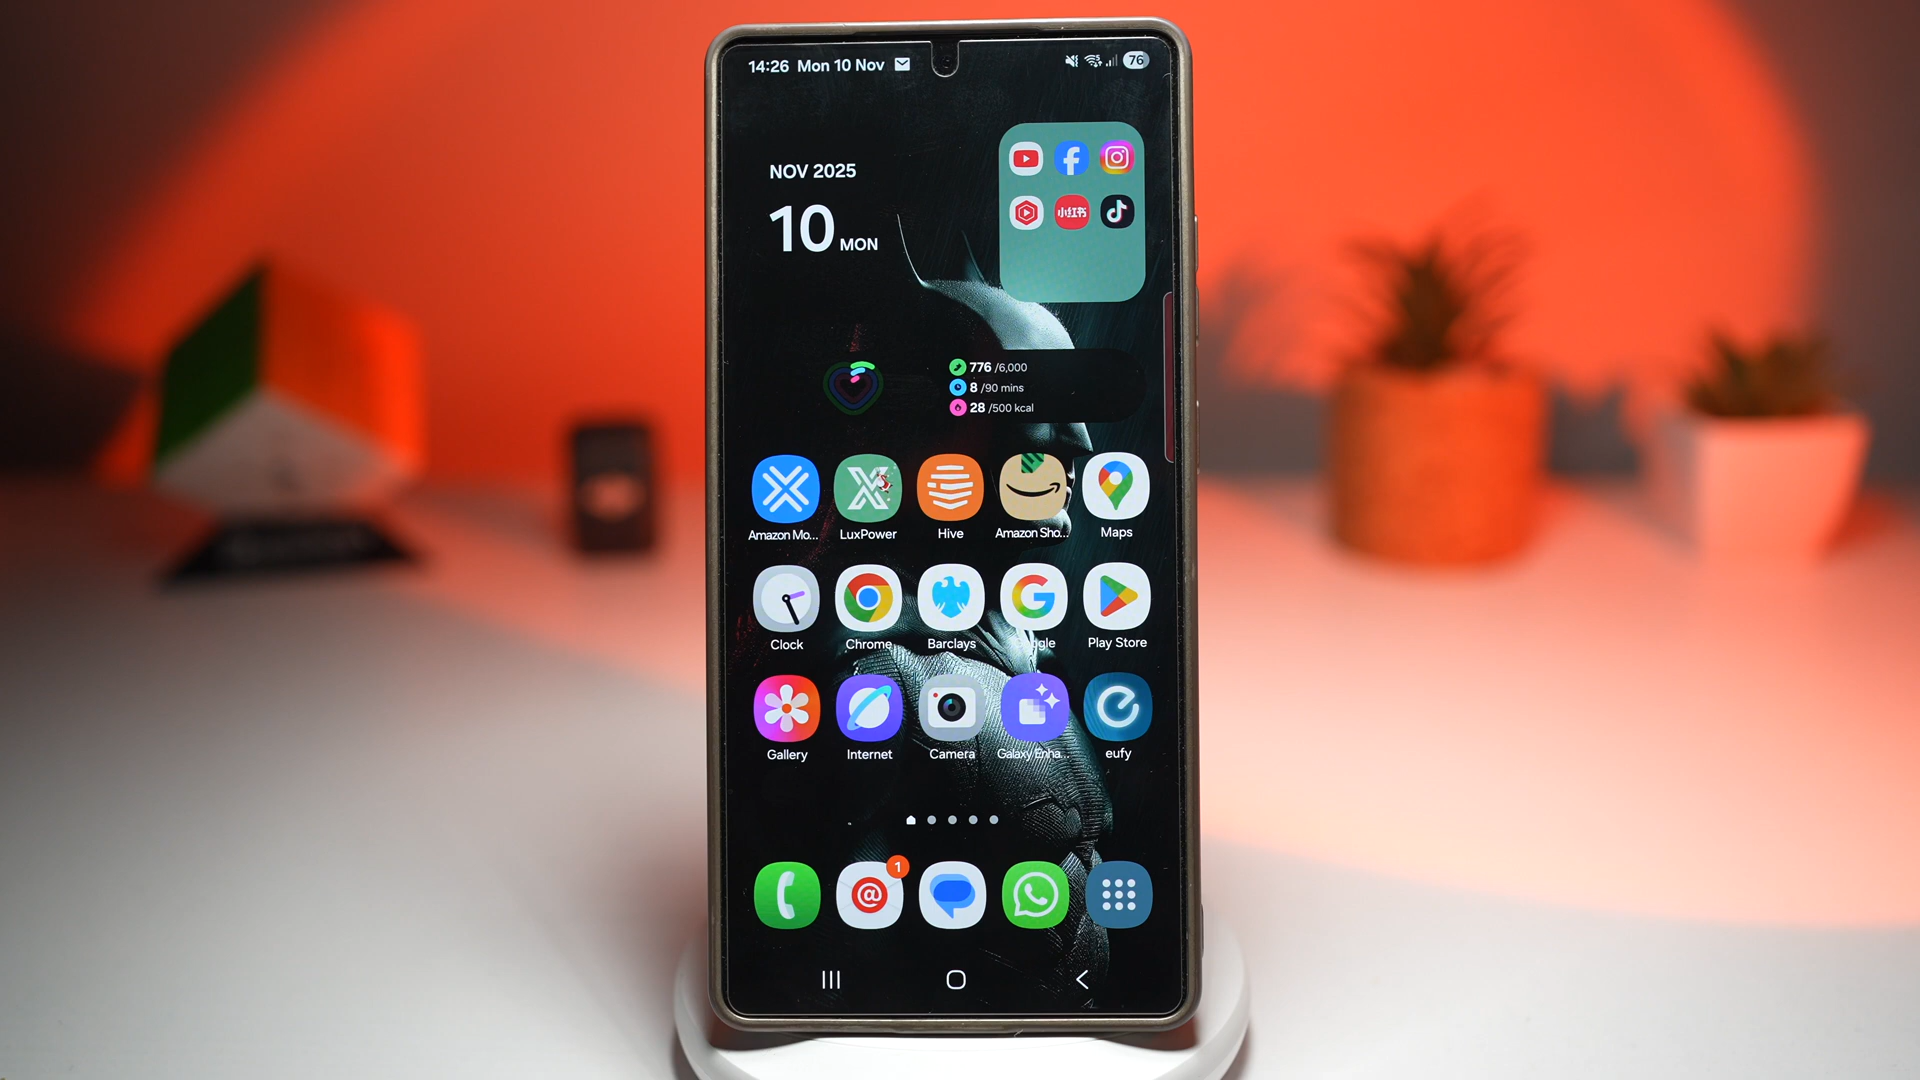 14:26 Mon 10 Nov
76
NOV 2025
10 MON
小红书
776 /6,000
8 /90 mins
28 /500 kcal
Amazon Mo...
LuxPower
Hive
Amazon Sho...
Maps
Clock
Chrome
Barclays
Play Store
Gallery
Internet
Camera
Galaxy Enha...
eufy
1